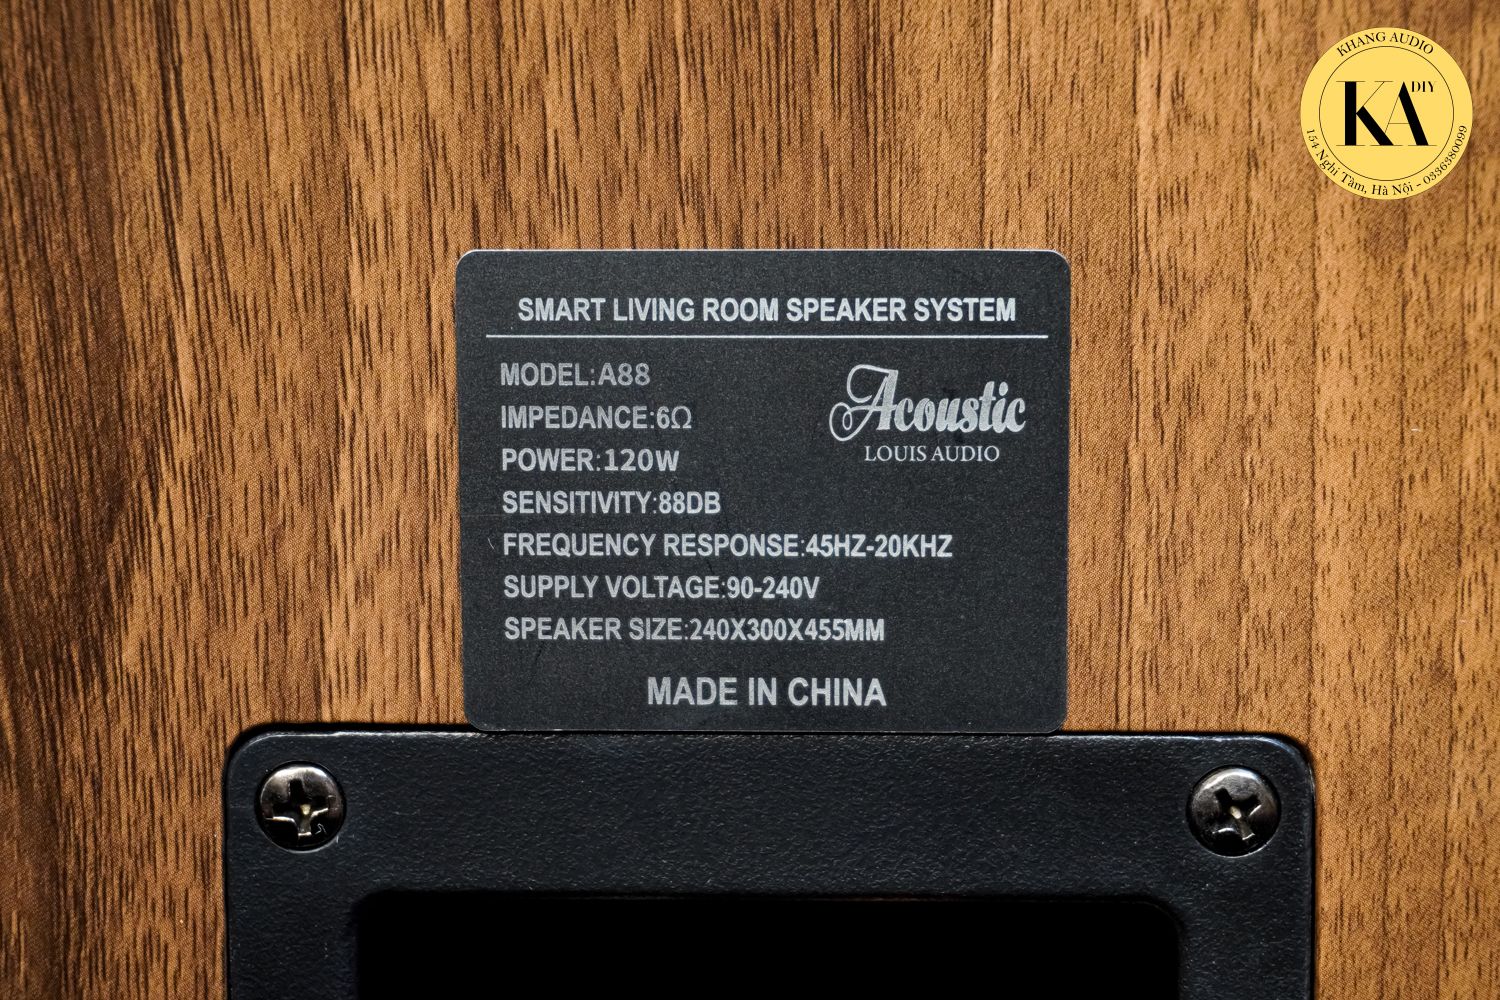 KHANG AUDIO
KA DIY
154 Nghi Tàm, Hà Nội - 0336380099
SMART LIVING ROOM SPEAKER SYSTEM
MODEL:A88
IMPEDANCE:6Ω
POWER:120W
SENSITIVITY:88DB
FREQUENCY RESPONSE:45HZ-20KHZ
SUPPLY VOLTAGE:90-240V
SPEAKER SIZE:240X300X455MM
Acoustic
LOUIS AUDIO
MADE IN CHINA